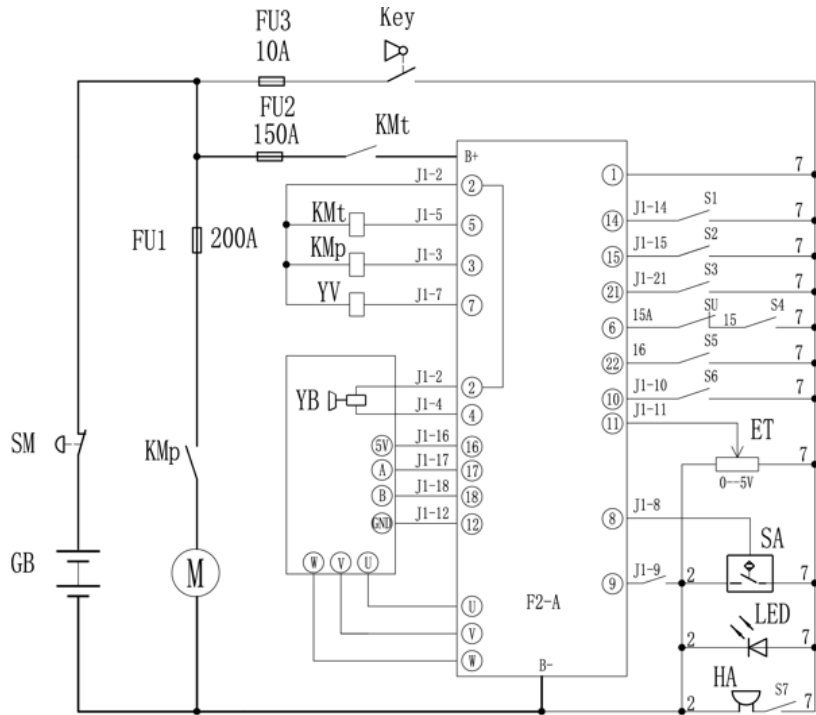 FU3
10A
Key
FU2
150A
KMt
B+
J1-2
2
1
7
KMt
J1-5
5
J1-14
S1
14
7
FU1
200A
KMp
J1-3
3
J1-15
S2
15
7
YV
J1-7
7
J1-21
S3
21
7
15A
SU
15
S4
6
7
16
S5
22
7
YB
J1-2
2
J1-10
S6
10
7
J1-4
4
J1-11
11
ET
SM
KMp
5V
J1-16
16
0--5V
7
A
J1-17
17
B
J1-18
18
J1-8
8
GND
J1-12
12
SA
GB
M
W
V
U
J1-9
9
2
7
F2-A
U
LED
V
2
7
W
B-
HA
S7
2
7